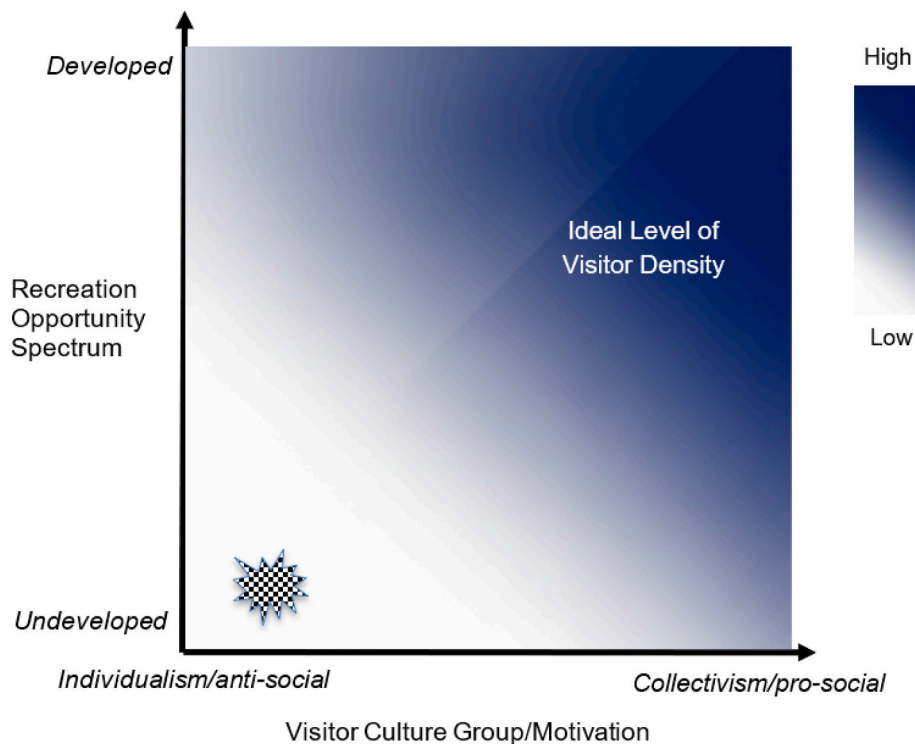 Developed
High
Ideal Level of
Visitor Density
Recreation
Opportunity
Spectrum
Low
Undeveloped
Individualism/anti-social
Collectivism/pro-social
Visitor Culture Group/Motivation